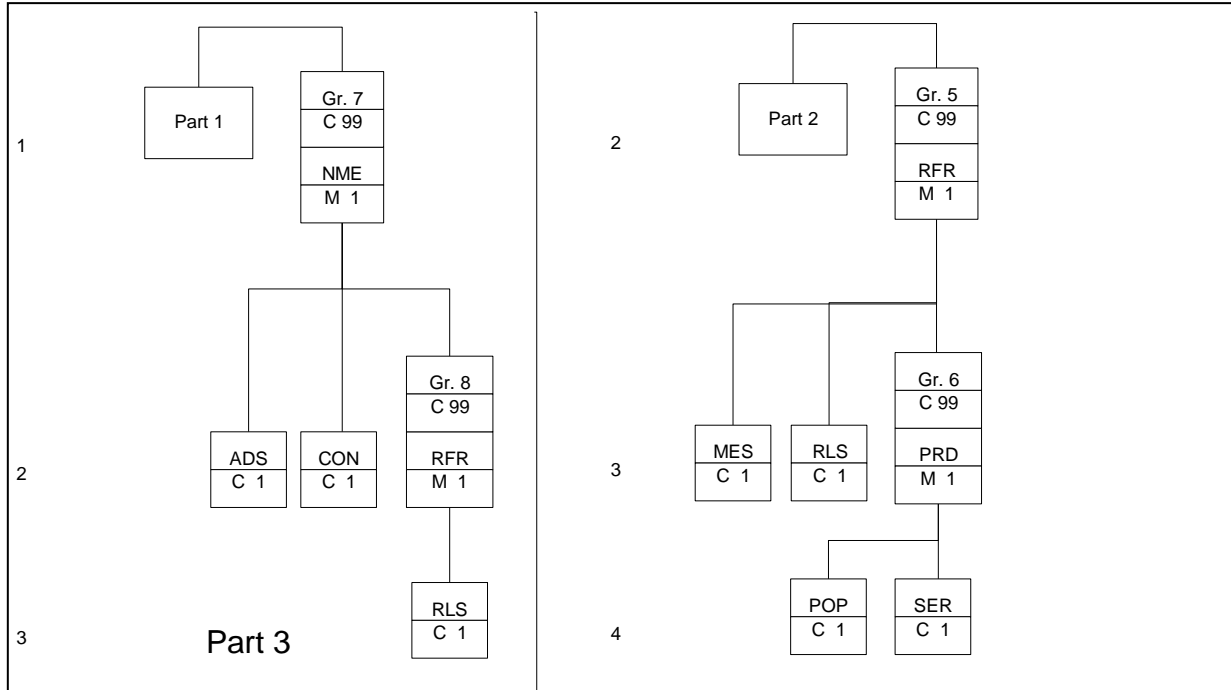 Part 1
Gr. 7
C 99
NME
M 1
1
ADS
C 1
CON
C 1
Gr. 8
C 99
RFR
M 1
2
RLS
C 1
3
Part 3
Part 2
Gr. 5
C 99
RFR
M 1
2
MES
C 1
RLS
C 1
Gr. 6
C 99
PRD
M 1
3
POP
C 1
SER
C 1
4